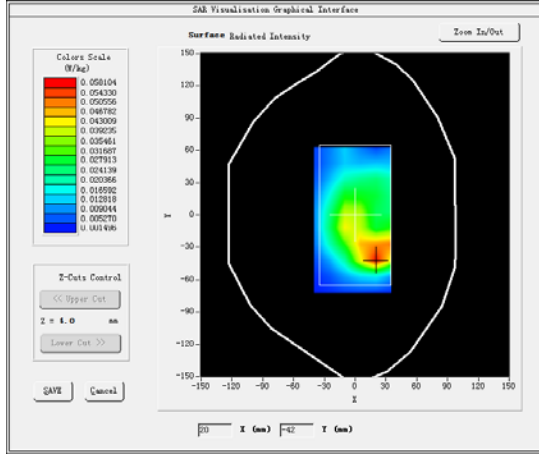 SAR Visualisation Graphical Interface
Surface Radiated Intensity
Zoom In/Out
Colors Scale
(W/kg)
0.058104
0.054330
0.050556
0.046782
0.043009
0.039235
0.035461
0.031687
0.027913
0.024139
0.020366
0.016592
0.012818
0.009044
0.005270
0.001496
Z-Cuts Control
<< Upper Cut
Z = 4.0 mm
Lower Cut >>
SAVE
Cancel
150
120
90
60
30
0
-30
-60
-90
-120
-150
Y
-150 -120 -90 -60 -30 0 30 60 90 120 150
X
20 X (mm) -42 Y (mm)